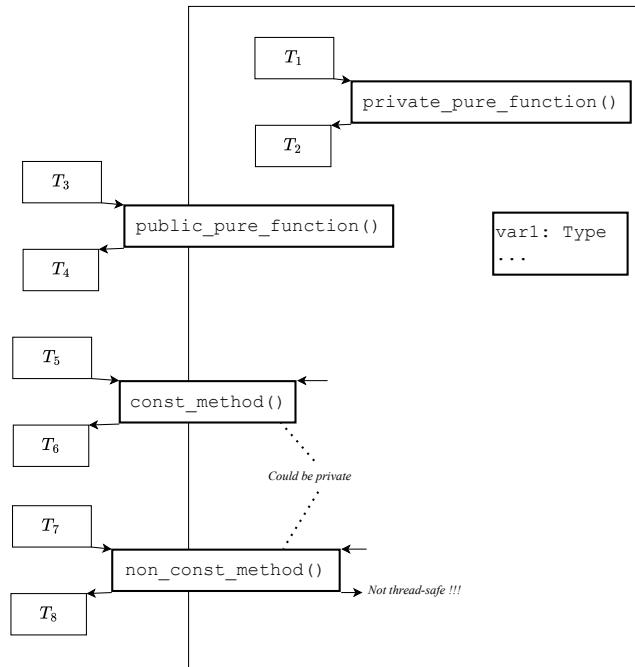 T₁
private_pure_function()
T₂
T₃
public_pure_function()
var1: Type
...
T₄
T₅
const_method()
T₆
Could be private
T₇
non_const_method()
Not thread-safe !!!
T₈